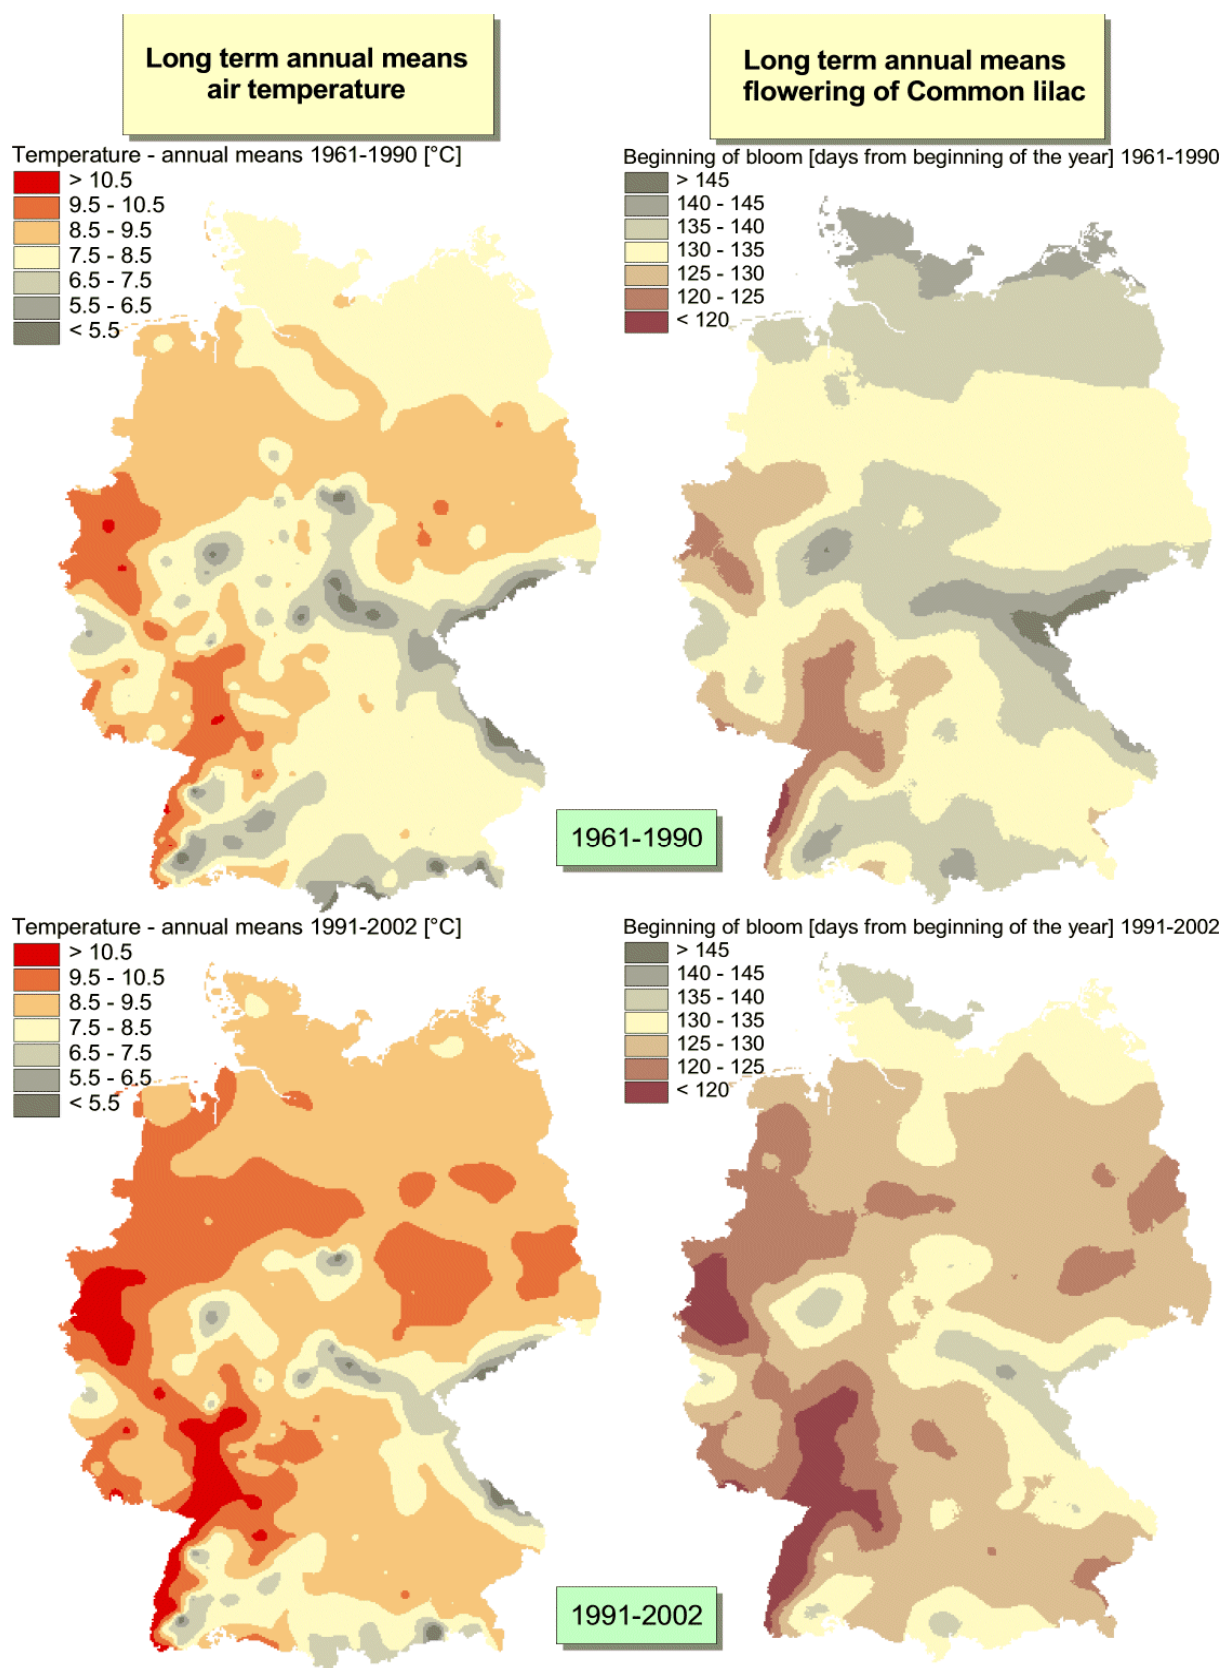 Long term annual means
air temperature
Long term annual means
flowering of Common lilac
Temperature - annual means 1961-1990 [°C]
> 10.5
9.5 - 10.5
8.5 - 9.5
7.5 - 8.5
6.5 - 7.5
5.5 - 6.5
< 5.5
Beginning of bloom [days from beginning of the year] 1961-1990
> 145
140 - 145
135 - 140
130 - 135
125 - 130
120 - 125
< 120
1961-1990
Temperature - annual means 1991-2002 [°C]
> 10.5
9.5 - 10.5
8.5 - 9.5
7.5 - 8.5
6.5 - 7.5
5.5 - 6.5
< 5.5
Beginning of bloom [days from beginning of the year] 1991-2002
> 145
140 - 145
135 - 140
130 - 135
125 - 130
120 - 125
< 120
1991-2002